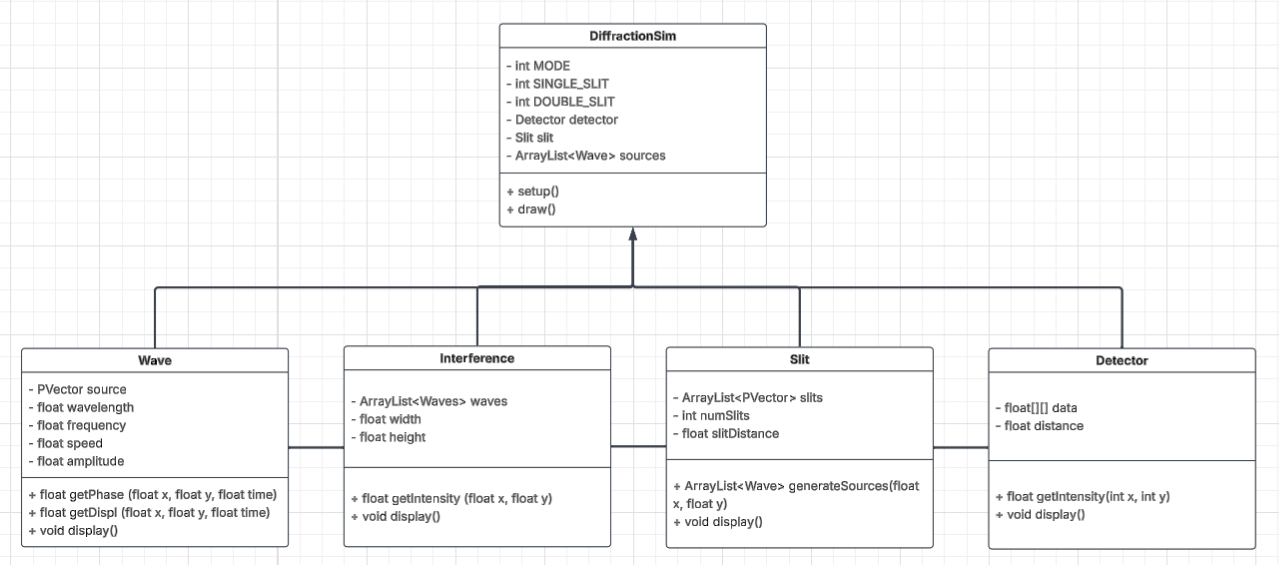 DiffractionSim
- int MODE
- int SINGLE_SLIT
- int DOUBLE_SLIT
- Detector detector
- Slit slit
- ArrayList<Wave> sources
+ setup()
+ draw()
Wave
- PVector source
- float wavelength
- float frequency
- float speed
- float amplitude
+ float getPhase (float x, float y, float time)
+ float getDispl (float x, float y, float time)
+ void display()
Interference
- ArrayList<Waves> waves
- float width
- float height
+ float getIntensity (float x, float y)
+ void display()
Slit
- ArrayList<PVector> slits
- int numSlits
- float slitDistance
+ ArrayList<Wave> generateSources(float
x, float y)
+ void display()
Detector
- float[][] data
- float distance
+ float getIntensity(int x, int y)
+ void display()